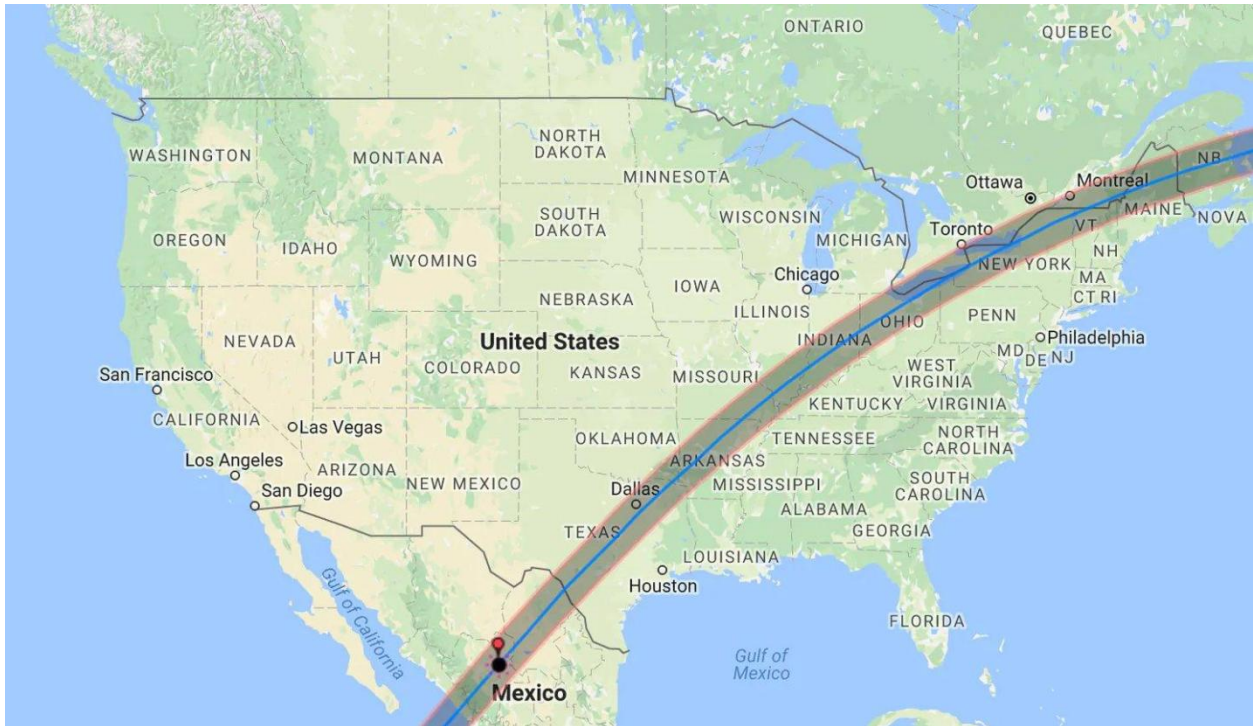 ONTARIO
QUEBEC
WASHINGTON
MONTANA
NORTH
DAKOTA
MINNESOTA
Ottawa
Montreal
NB
MAINE
NOVA
OREGON
IDAHO
WYOMING
SOUTH
DAKOTA
WISCONSIN
MICHIGAN
Toronto
VT
NH
NEW YORK
MA
CT RI
Chicago
IOWA
NEBRASKA
ILLINOIS
INDIANA
OHIO
PENN
Philadelphia
MD
DE
NJ
NEVADA
UTAH
COLORADO
United States
KANSAS
MISSOURI
WEST
VIRGINIA
KENTUCKY
VIRGINIA
San Francisco
CALIFORNIA
Las Vegas
Los Angeles
San Diego
ARIZONA
NEW MEXICO
OKLAHOMA
ARKANSAS
TENNESSEE
NORTH
CAROLINA
SOUTH
CAROLINA
MISSISSIPPI
ALABAMA
GEORGIA
Dallas
TEXAS
LOUISIANA
Houston
FLORIDA
Gulf of California
Gulf of
Mexico
Mexico